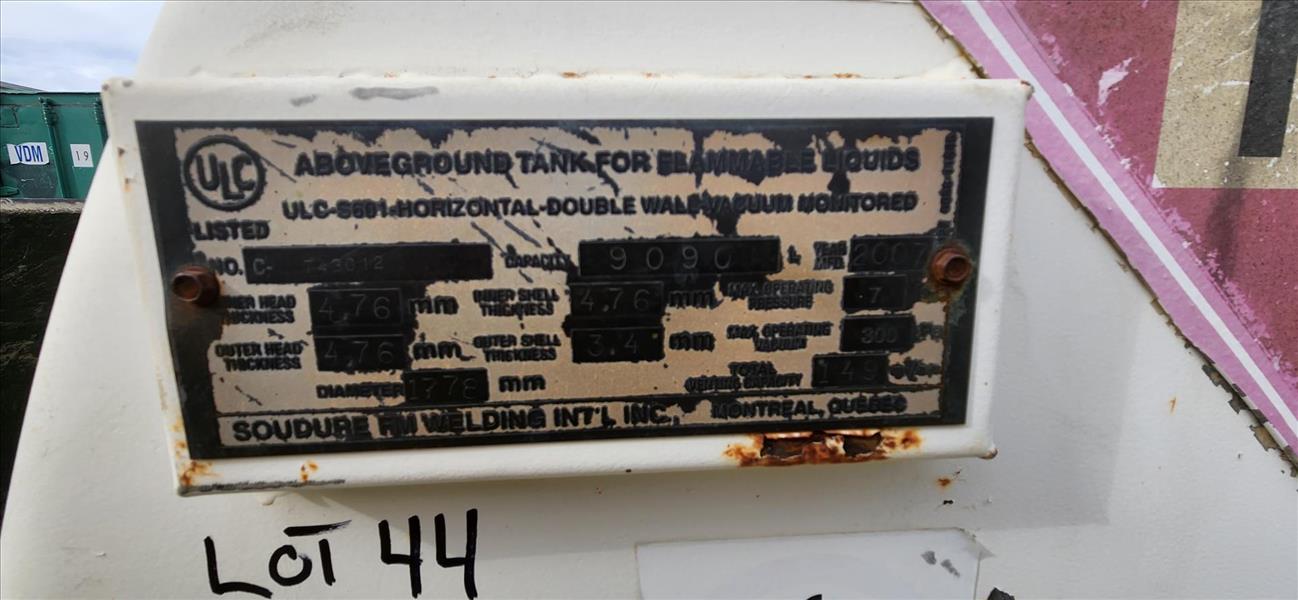 VDM
19
ULC
ABOVEGROUND TANK FOR FLAMMABLE LIQUIDS
ULC-S601-HORIZONTAL-DOUBLE WALL-VACUUM MONITORED
LISTED
NO. C- CAPACITY 9090 L YEAR MFD. 2007
INNER HEAD THICKNESS 4.76 mm INNER SHELL THICKNESS 4.76 mm MAX. OPERATING PRESSURE 7
OUTER HEAD THICKNESS 4.76 mm OUTER SHELL THICKNESS 3.4 mm MAX. OPERATING VACUUM 300
DIAMETER 1778 mm TOTAL VENTING CAPACITY 149
SOUDURE FM WELDING INT'L INC., MONTREAL, QUEBEC
LOT 44